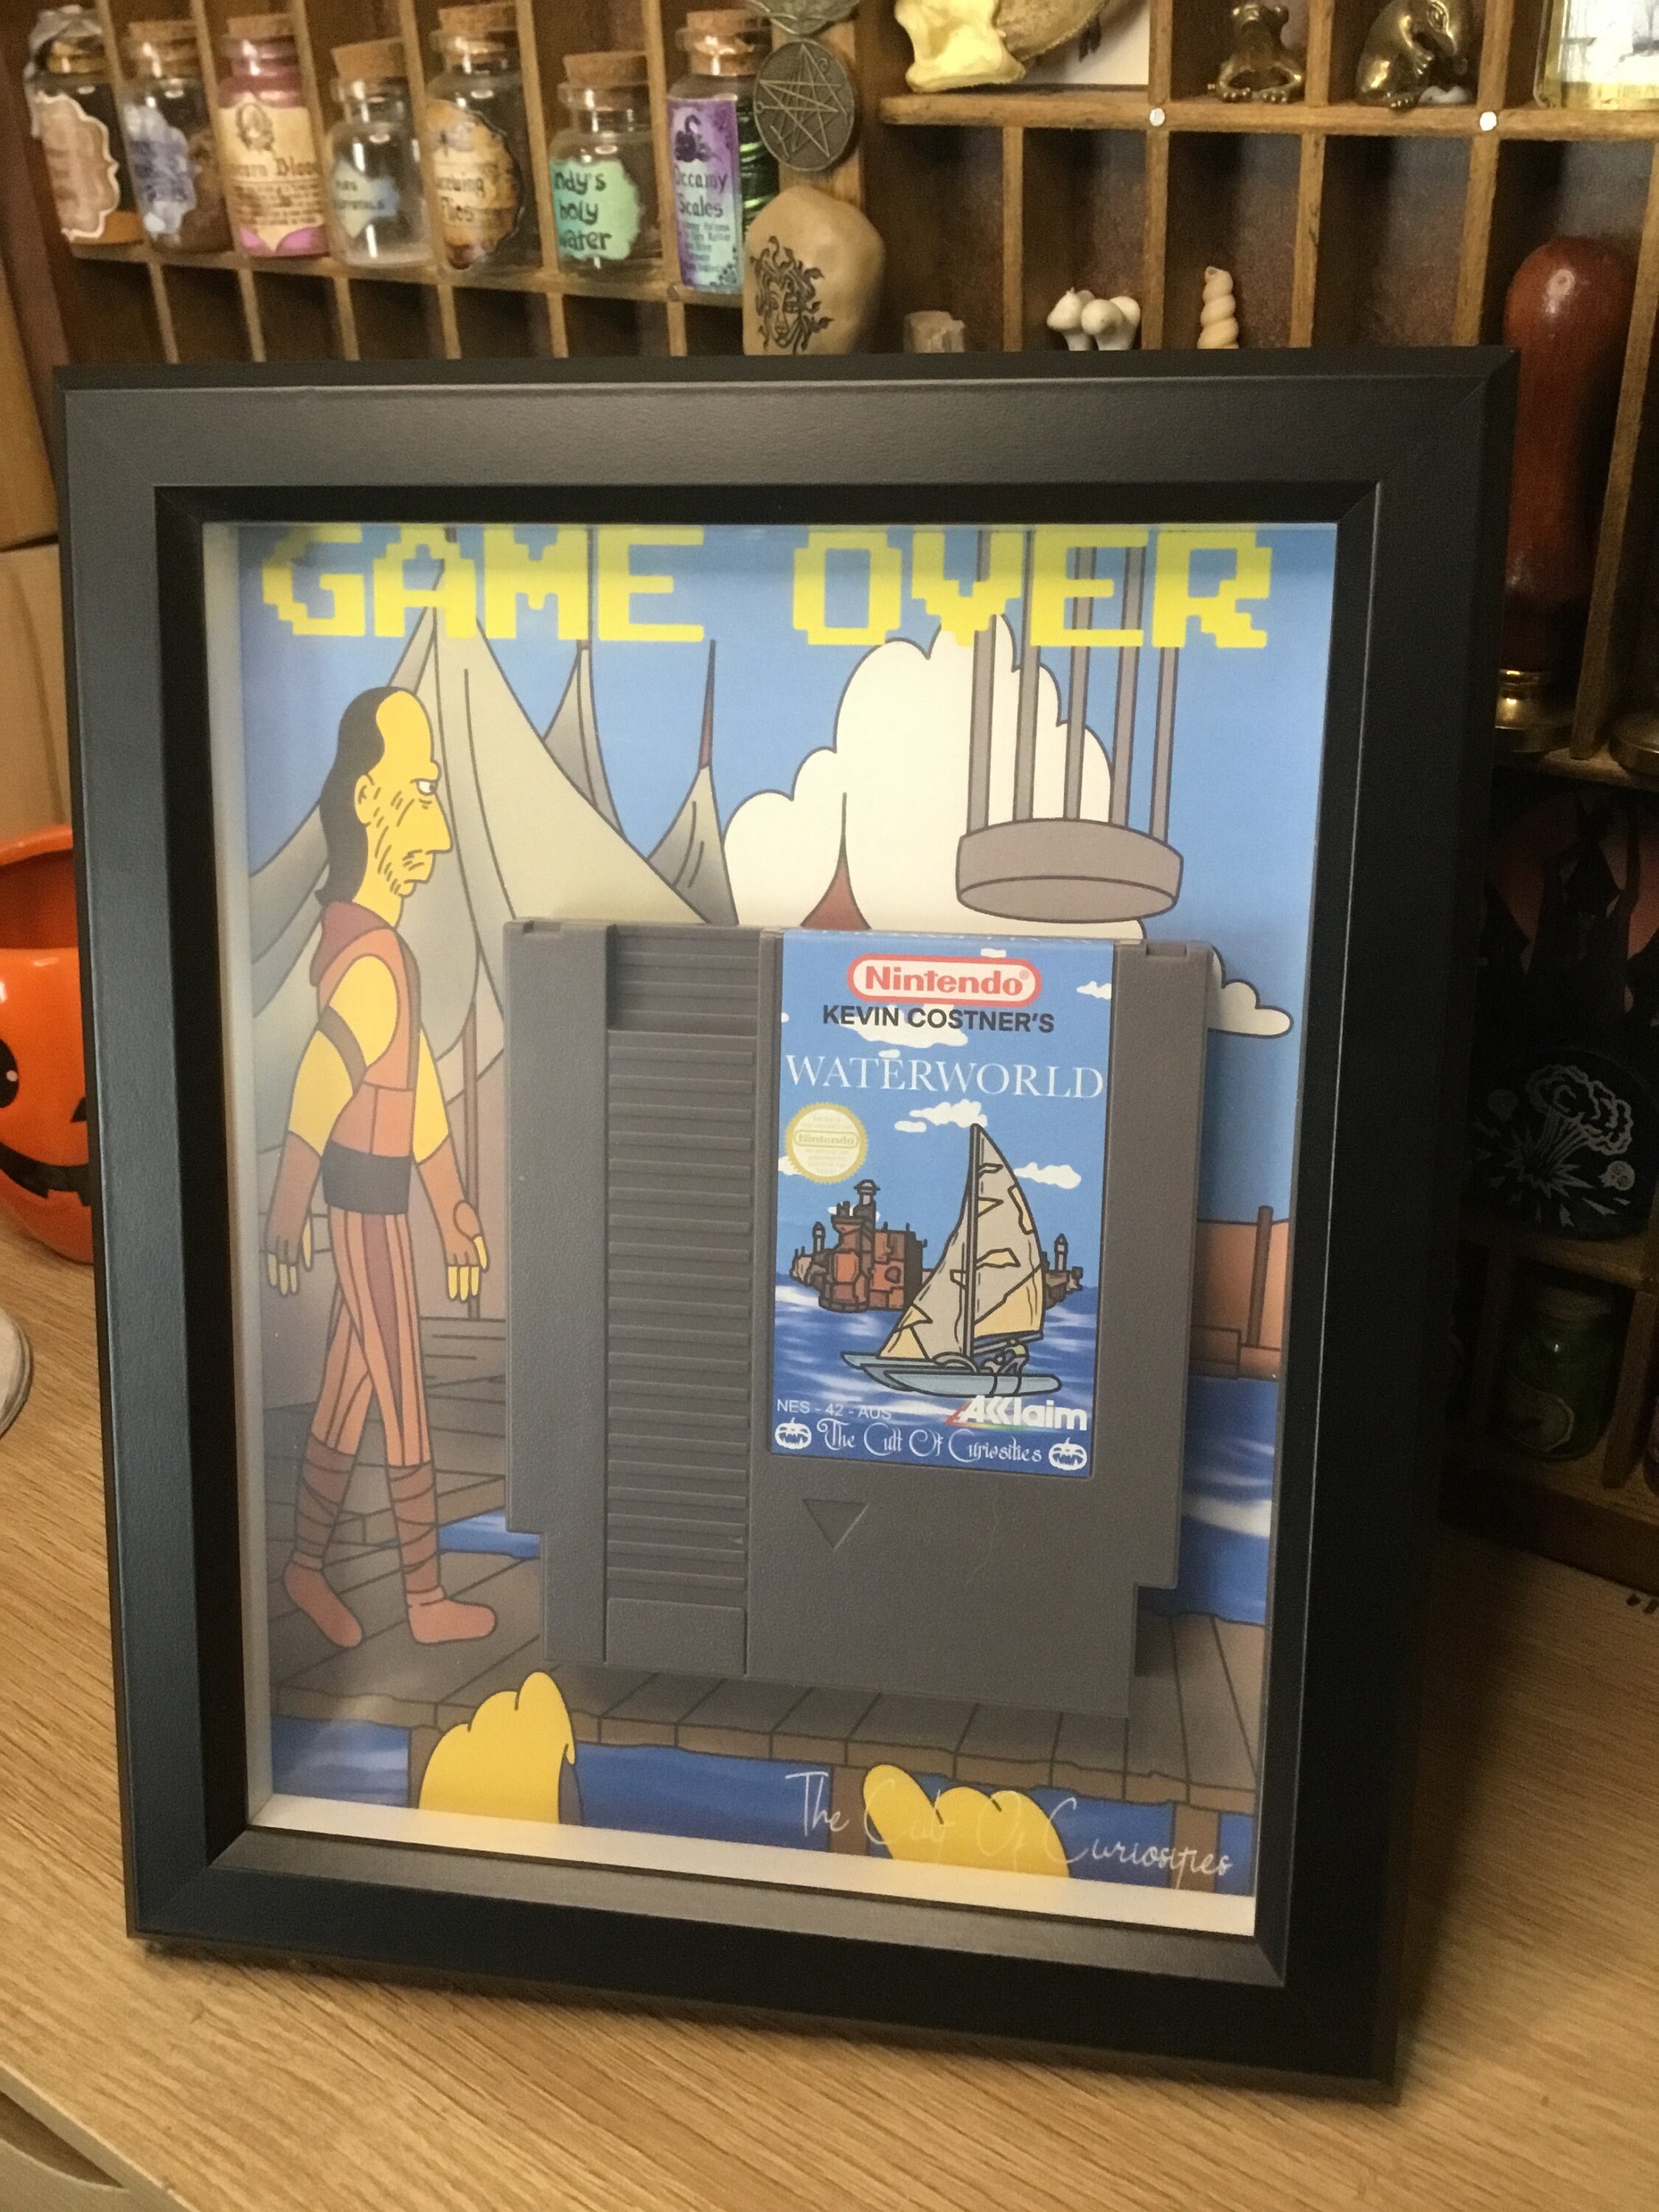 Holy
Water
Scales
GAME OVER
Nintendo®
KEVIN COSTNER'S
WATERWORLD
Nintendo
NES - 42 - AUS
AKKlaim
The Cult Of Curiosities
The Cult Of Curiosities